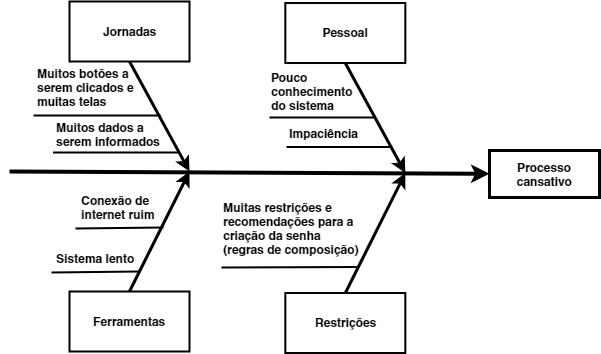 Jornadas
Pessoal
Muitos botões a
serem clicados e
muitas telas
Muitos dados a
serem informados
Pouco
conhecimento
do sistema
Impaciência
Processo
cansativo
Conexão de
internet ruim
Sistema lento
Muitas restrições e
recomendações para a
criação da senha
(regras de composição)
Ferramentas
Restrições